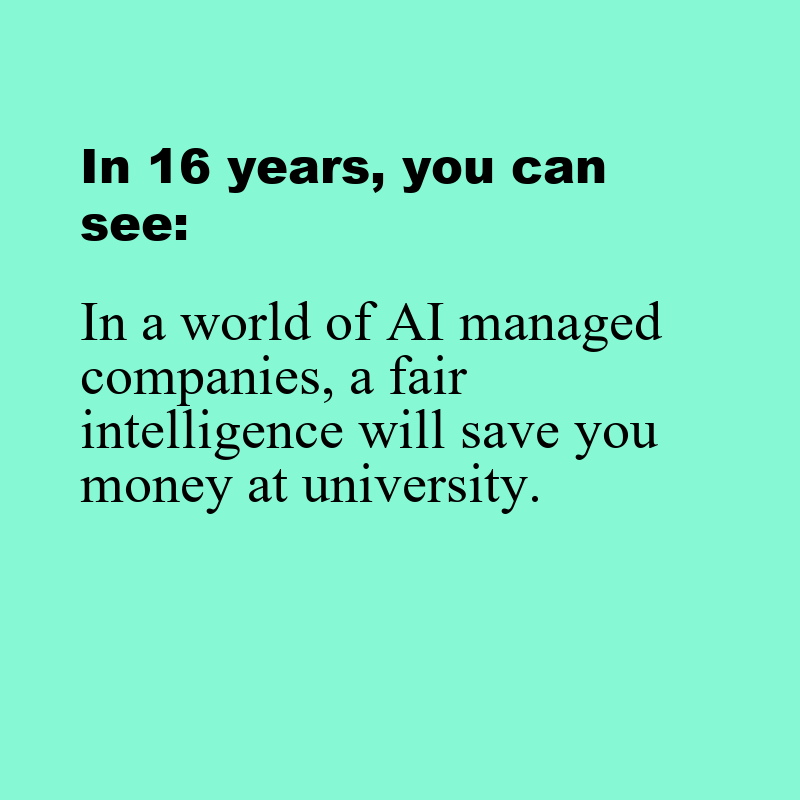 In 16 years, you can
see:
In a world of AI managed
companies, a fair
intelligence will save you
money at university.